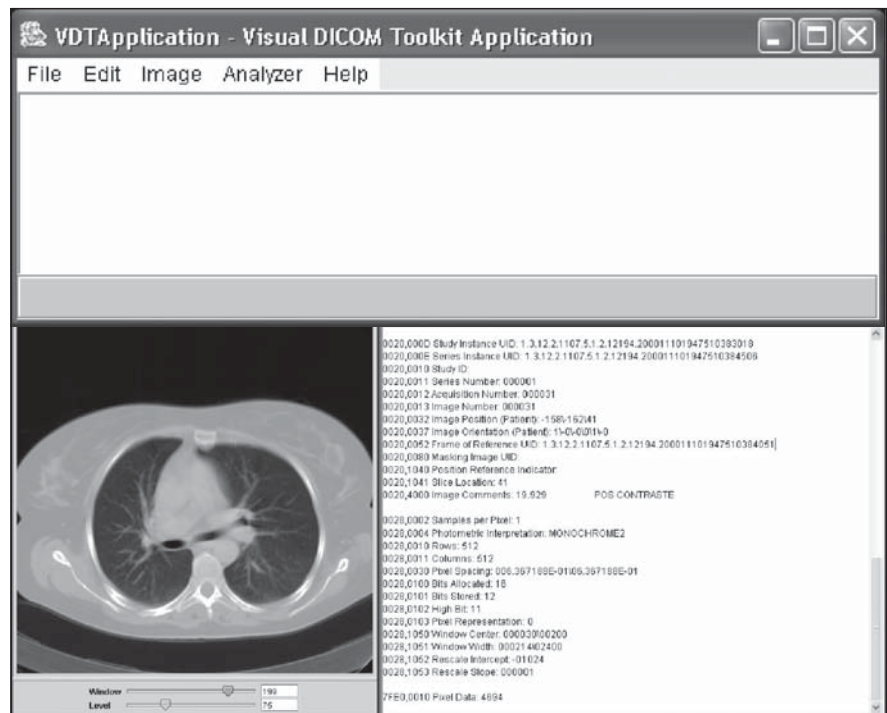 VDTApplication - Visual DICOM Toolkit Application
File Edit Image Analyzer Help
0020,000D Study Instance UID: 1.3.12.2.1107.5.1.2.12194.20001110194751038301​8
0020,000E Series Instance UID: 1.3.12.2.1107.5.1.2.12194.200011101947510384506
0020,0010 Study ID:
0020,0011 Series Number: 000001
0020,0012 Acquisition Number: 000031
0020,0013 Image Number: 000031
0020,0032 Image Position (Patient): -158\-162\41
0020,0037 Image Orientation (Patient): 1\-0\-0\0\1\-0
0020,0052 Frame of Reference UID: 1.3.12.2.1107.5.1.2.12194.200011101947510384051
0020,0080 Masking Image UID:
0020,1040 Position Reference Indicator:
0020,1041 Slice Location: 41
0020,4000 Image Comments: 19.929 POS CONTRASTE
0028,0002 Samples per Pixel: 1
0028,0004 Photometric Interpretation: MONOCHROME2
0028,0010 Rows: 512
0028,0011 Columns: 512
0028,0030 Pixel Spacing: 006.367188E-01\06.367188E-01
0028,0100 Bits Allocated: 16
0028,0101 Bits Stored: 12
0028,0102 High Bit: 11
0028,0103 Pixel Representation: 0
0028,1050 Window Center: 000030\00200
0028,1051 Window Width: 000214\02400
0028,1052 Rescale Intercept: -01024
0028,1053 Rescale Slope: 000001
7FE0,0010 Pixel Data: 4694
Window 199
Level 75